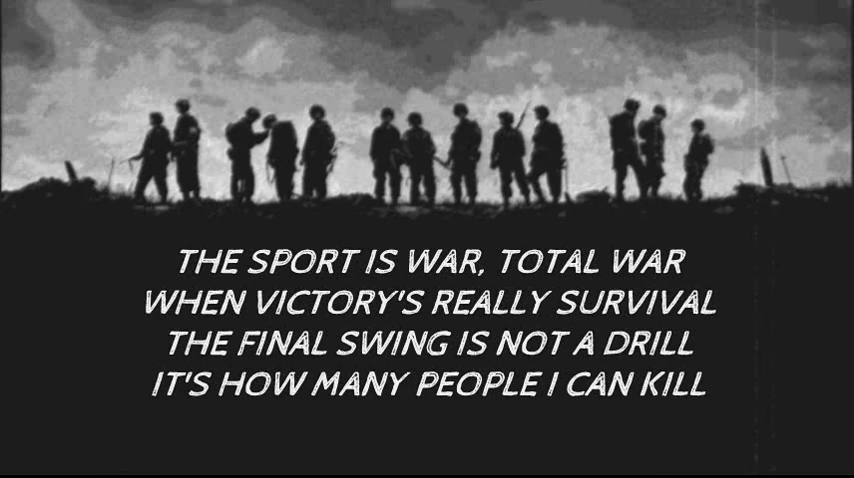 THE SPORT IS WAR, TOTAL WAR
WHEN VICTORY'S REALLY SURVIVAL
THE FINAL SWING IS NOT A DRILL
IT'S HOW MANY PEOPLE I CAN KILL